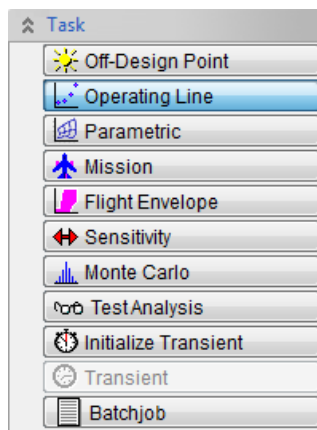 Task
Off-Design Point
Operating Line
Parametric
Mission
Flight Envelope
Sensitivity
Monte Carlo
Test Analysis
Initialize Transient
Transient
Batchjob